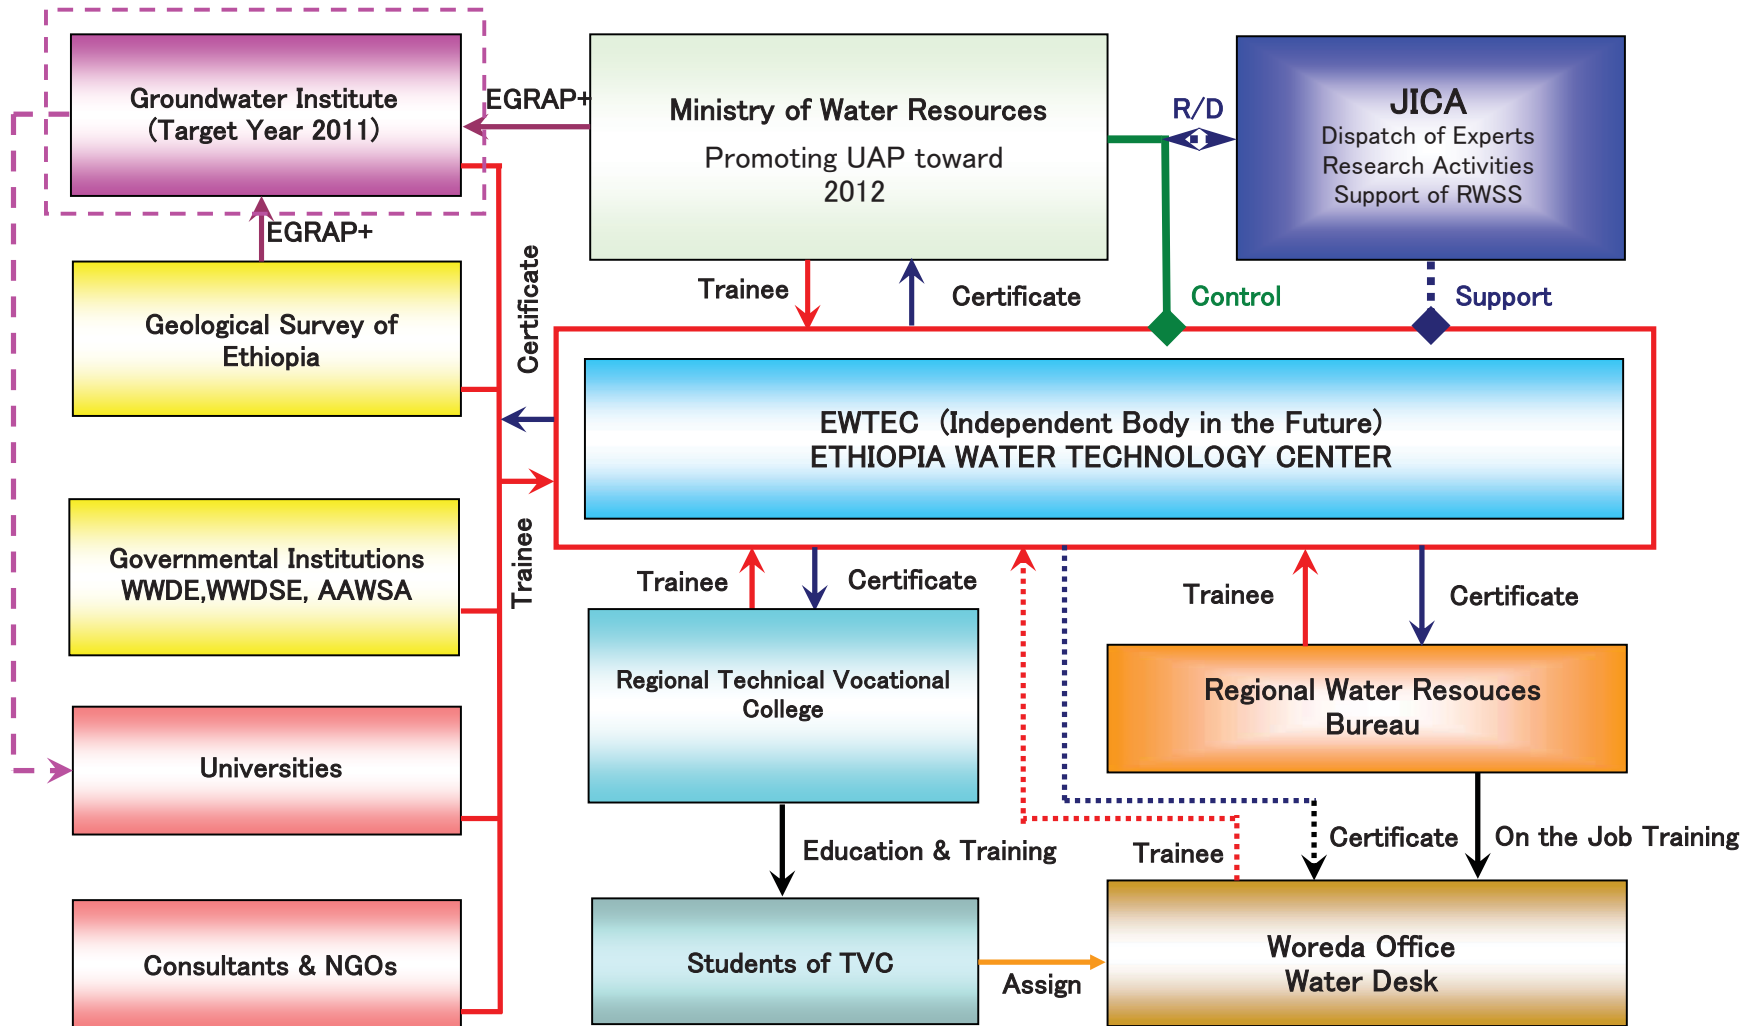 Groundwater Institute
(Target Year 2011)
EGRAP+
Ministry of Water Resources
Promoting UAP toward
2012
R/D
JICA
Dispatch of Experts
Research Activities
Support of RWSS
EGRAP+
Geological Survey of
Ethiopia
Certificate
Trainee
Certificate
Control
Support
EWTEC (Independent Body in the Future)
ETHIOPIA WATER TECHNOLOGY CENTER
Governmental Institutions
WWDE,WWDSE, AAWSA
Trainee
Trainee
Certificate
Trainee
Certificate
Regional Technical Vocational
College
Regional Water Resouces
Bureau
Universities
Education & Training
Trainee
Certificate
On the Job Training
Consultants & NGOs
Students of TVC
Assign
Woreda Office
Water Desk